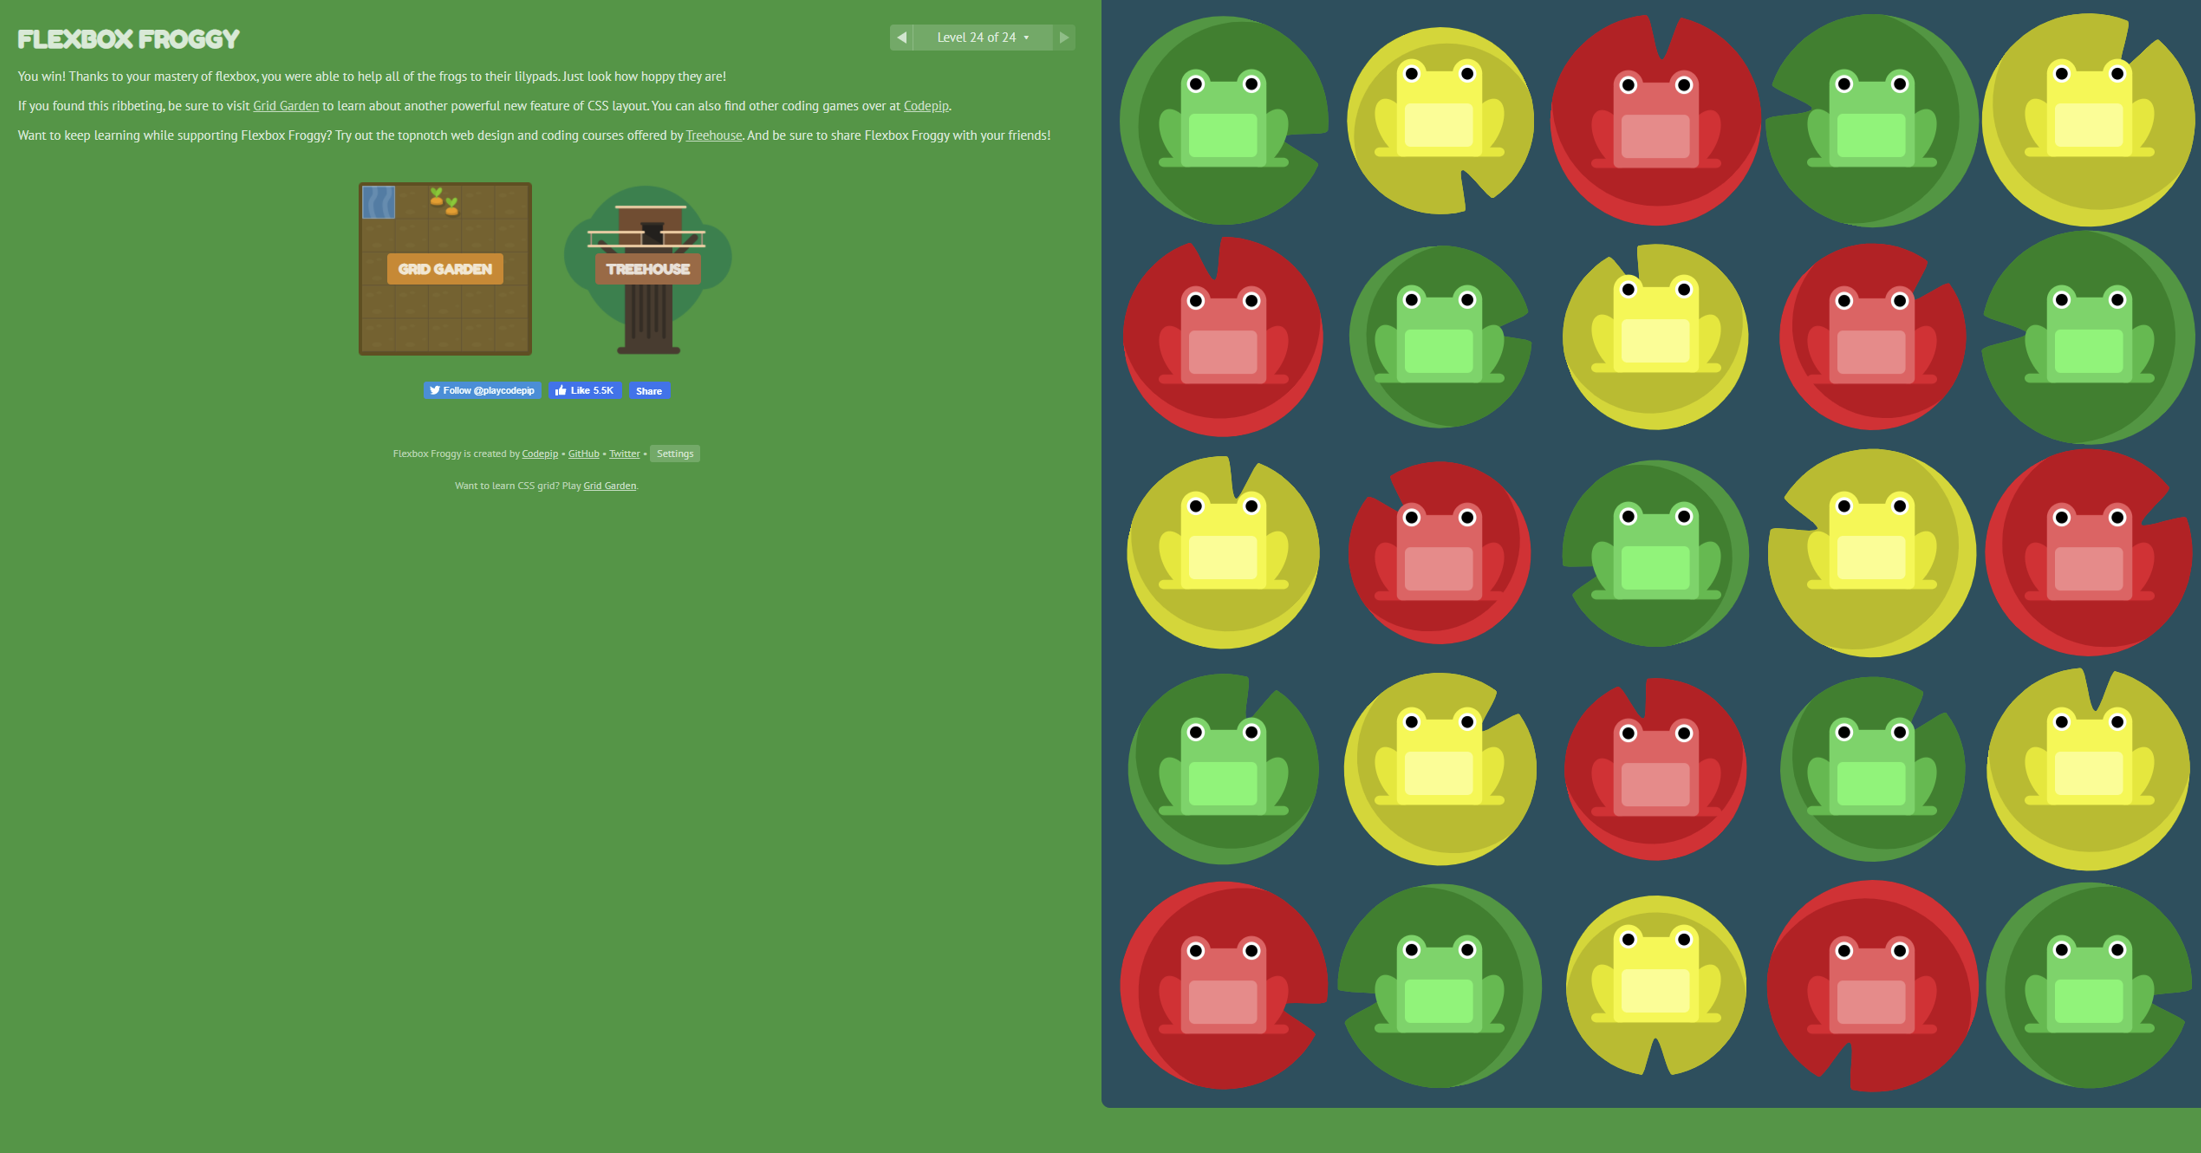 FLEXBOX FROGGY
Level 24 of 24
You win! Thanks to your mastery of flexbox, you were able to help all of the frogs to their lilypads. Just look how hoppy they are!
If you found this ribbeting, be sure to visit Grid Garden to learn about another powerful new feature of CSS layout. You can also find other coding games over at Codepip.
Want to keep learning while supporting Flexbox Froggy? Try out the topnotch web design and coding courses offered by Treehouse. And be sure to share Flexbox Froggy with your friends!
GRID GARDEN
TREEHOUSE
Follow @playcodepip Like 5.5K Share
Flexbox Froggy is created by Codepip • GitHub • Twitter • Settings
Want to learn CSS grid? Play Grid Garden.